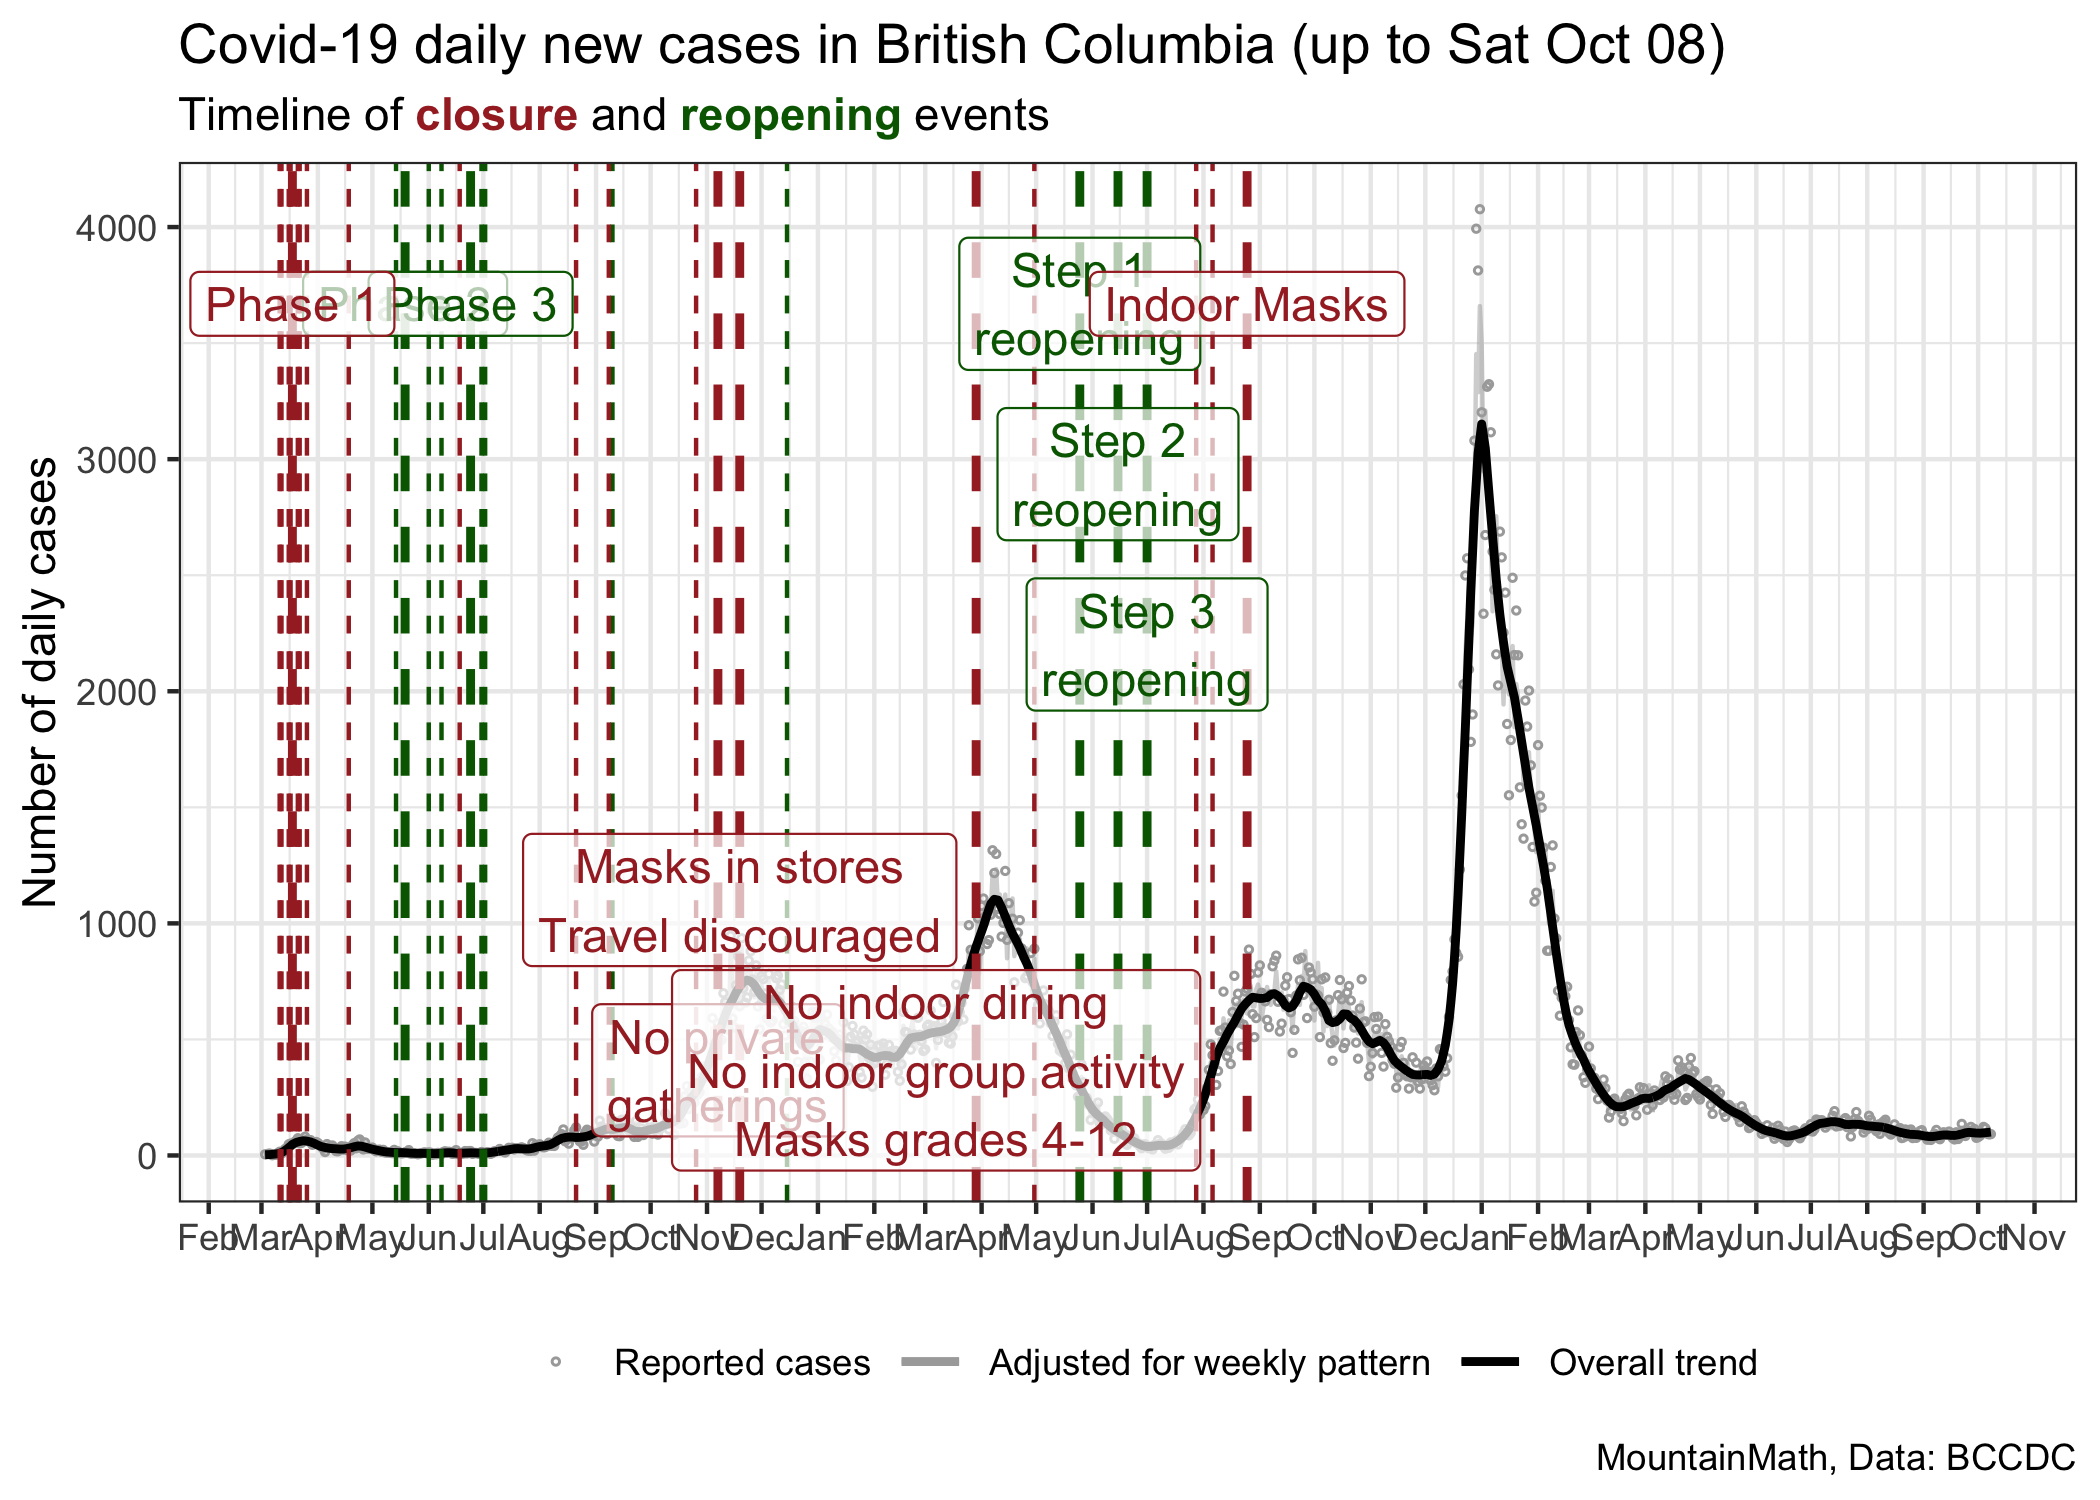 Covid-19 daily new cases in British Columbia (up to Sat Oct 08)
Timeline of closure and reopening events
Number of daily cases
4000
3000
2000
1000
0
Phase 1
Phase 2
Phase 3
Step 1
reopening
Indoor Masks
Step 2
reopening
Step 3
reopening
Masks in stores
Travel discouraged
No private
gatherings
No indoor dining
No indoor group activity
Masks grades 4-12
Feb Mar Apr May Jun Jul Aug Sep Oct Nov Dec Jan Feb Mar Apr May Jun Jul Aug Sep Oct Nov Dec Jan Feb Mar Apr May Jun Jul Aug Sep Oct Nov
Reported cases Adjusted for weekly pattern Overall trend
MountainMath, Data: BCCDC